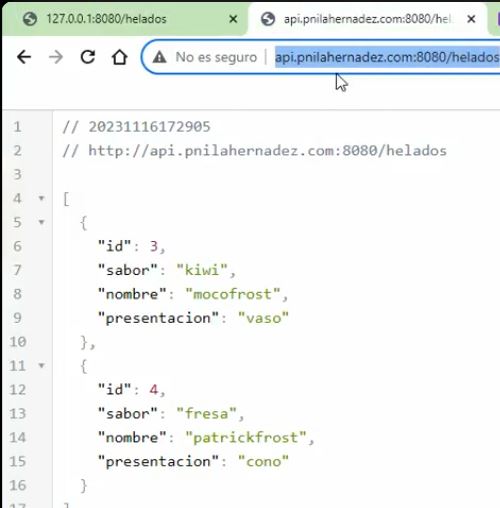 127.0.0.1:8080/helados
api.pnilahernadez.com:8080/hel
No es seguro
api.pnilahernadez.com:8080/helados
1 // 20231116172905
2 // http://api.pnilahernadez.com:8080/helados
3
4 [
5 {
6 "id": 3,
7 "sabor": "kiwi",
8 "nombre": "mocofrost",
9 "presentacion": "vaso"
10 },
11 {
12 "id": 4,
13 "sabor": "fresa",
14 "nombre": "patrickfrost",
15 "presentacion": "cono"
16 }
17 ]